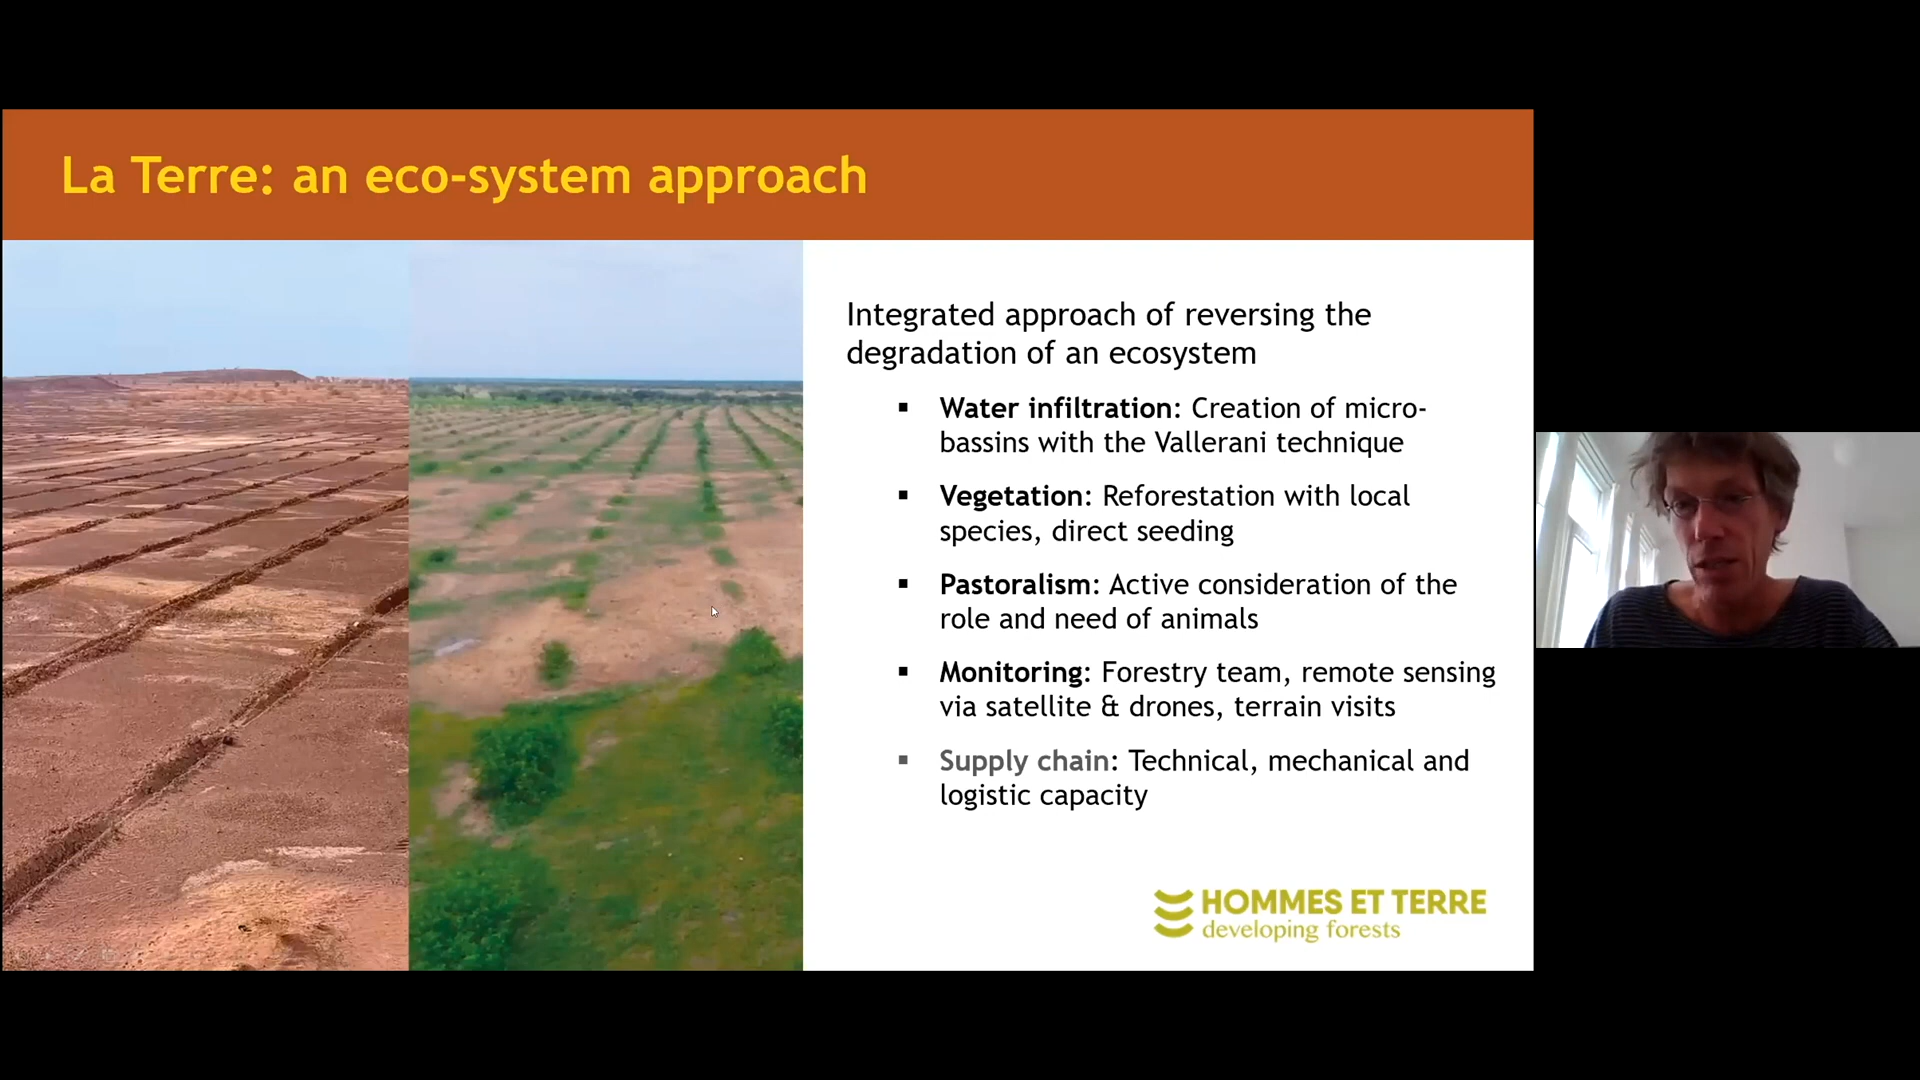 La Terre: an eco-system approach
Integrated approach of reversing the
degradation of an ecosystem
▪ Water infiltration: Creation of micro-
bassins with the Vallerani technique
▪ Vegetation: Reforestation with local
species, direct seeding
▪ Pastoralism: Active consideration of the
role and need of animals
▪ Monitoring: Forestry team, remote sensing
via satellite & drones, terrain visits
▪ Supply chain: Technical, mechanical and
logistic capacity
HOMMES ET TERRE
developing forests